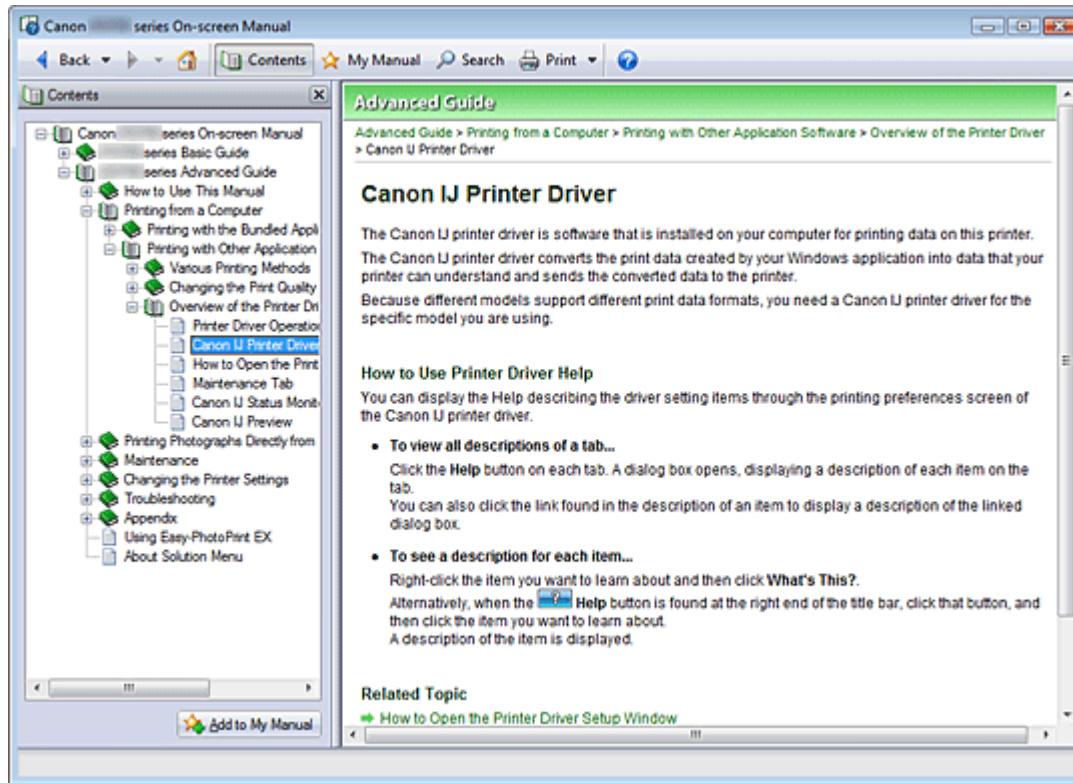 Canon series On-screen Manual
Back Contents My Manual Search Print
Contents
Canon series On-screen Manual
series Basic Guide
series Advanced Guide
How to Use This Manual
Printing from a Computer
Printing with the Bundled Appli
Printing with Other Application
Various Printing Methods
Changing the Print Quality
Overview of the Printer Dri
Printer Driver Operation
Canon IJ Printer Driver
How to Open the Print
Maintenance Tab
Canon IJ Status Monit
Canon IJ Preview
Printing Photographs Directly from
Maintenance
Changing the Printer Settings
Troubleshooting
Appendix
Using Easy-PhotoPrint EX
About Solution Menu
Add to My Manual
Advanced Guide
Advanced Guide > Printing from a Computer > Printing with Other Application Software > Overview of the Printer Driver
> Canon IJ Printer Driver
Canon IJ Printer Driver
The Canon IJ printer driver is software that is installed on your computer for printing data on this printer.
The Canon IJ printer driver converts the print data created by your Windows application into data that your
printer can understand and sends the converted data to the printer.
Because different models support different print data formats, you need a Canon IJ printer driver for the
specific model you are using.
How to Use Printer Driver Help
You can display the Help describing the driver setting items through the printing preferences screen of
the Canon IJ printer driver.
• To view all descriptions of a tab...
Click the Help button on each tab. A dialog box opens, displaying a description of each item on the
tab.
You can also click the link found in the description of an item to display a description of the linked
dialog box.
• To see a description for each item...
Right-click the item you want to learn about and then click What's This?.
Alternatively, when the Help button is found at the right end of the title bar, click that button, and
then click the item you want to learn about.
A description of the item is displayed.
Related Topic
How to Open the Printer Driver Setup Window